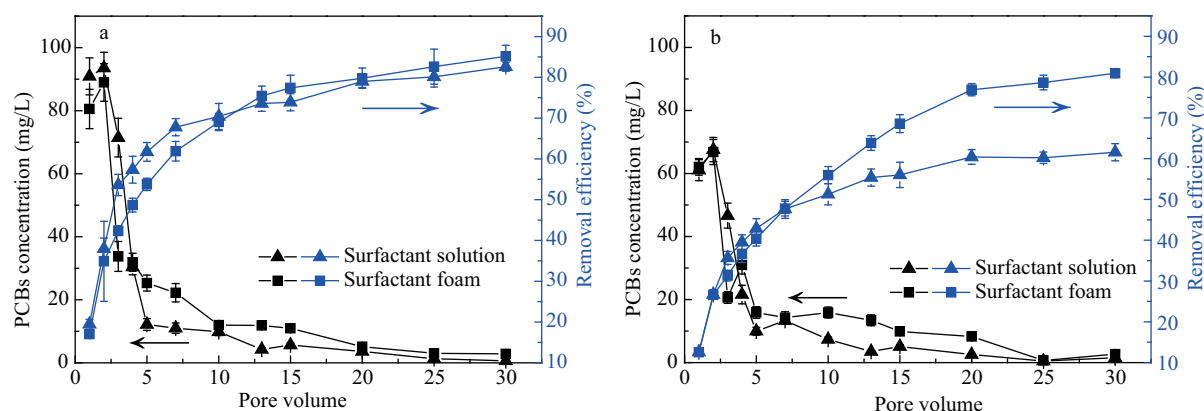 a
PCBs concentration (mg/L)
100
80
60
40
20
0
0 5 10 15 20 25 30
Pore volume
90
80
70
60
50
40
30
20
10
Removal efficiency (%)
Surfactant solution
Surfactant foam
b
PCBs concentration (mg/L)
100
80
60
40
20
0
0 5 10 15 20 25 30
Pore volume
90
80
70
60
50
40
30
20
10
Removal efficiency (%)
Surfactant solution
Surfactant foam